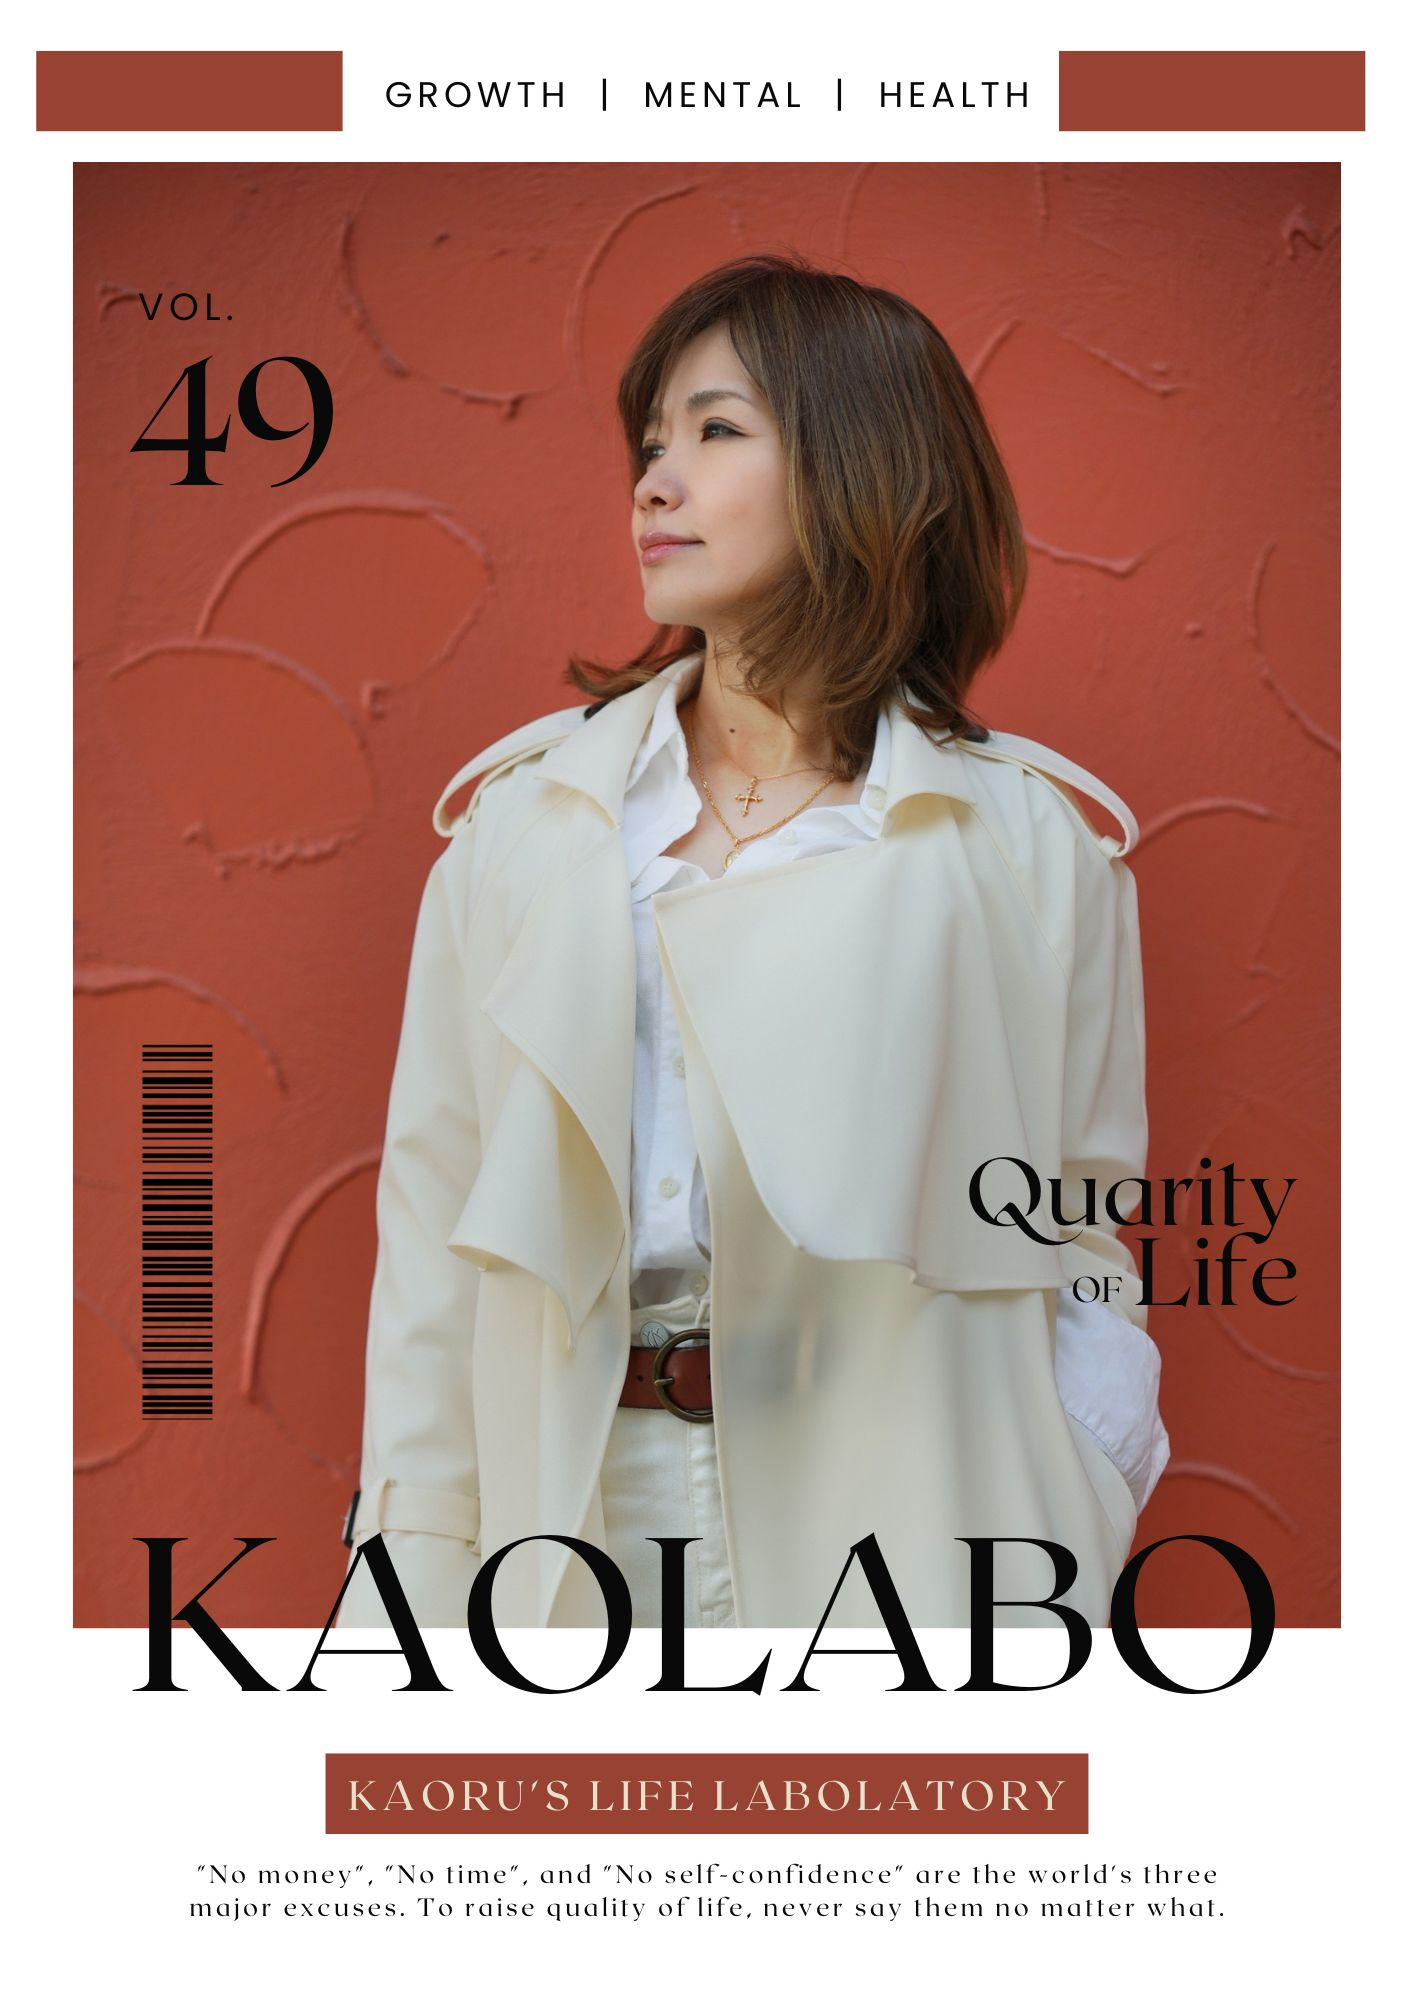 GROWTH | MENTAL | HEALTH
VOL.
49
Quarity
OF Life
KAOLABO
KAORU'S LIFE LABOLATORY
"No money", "No time", and "No self-confidence" are the world's three
major excuses. To raise quality of life, never say them no matter what.